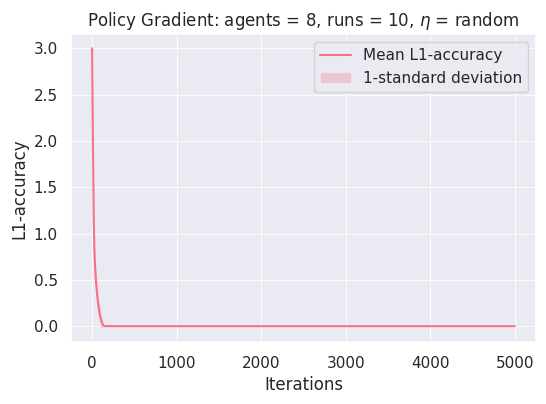 Policy Gradient: agents = 8, runs = 10, η = random
Mean L1-accuracy
1-standard deviation
L1-accuracy
3.0
2.5
2.0
1.5
1.0
0.5
0.0
0 1000 2000 3000 4000 5000
Iterations